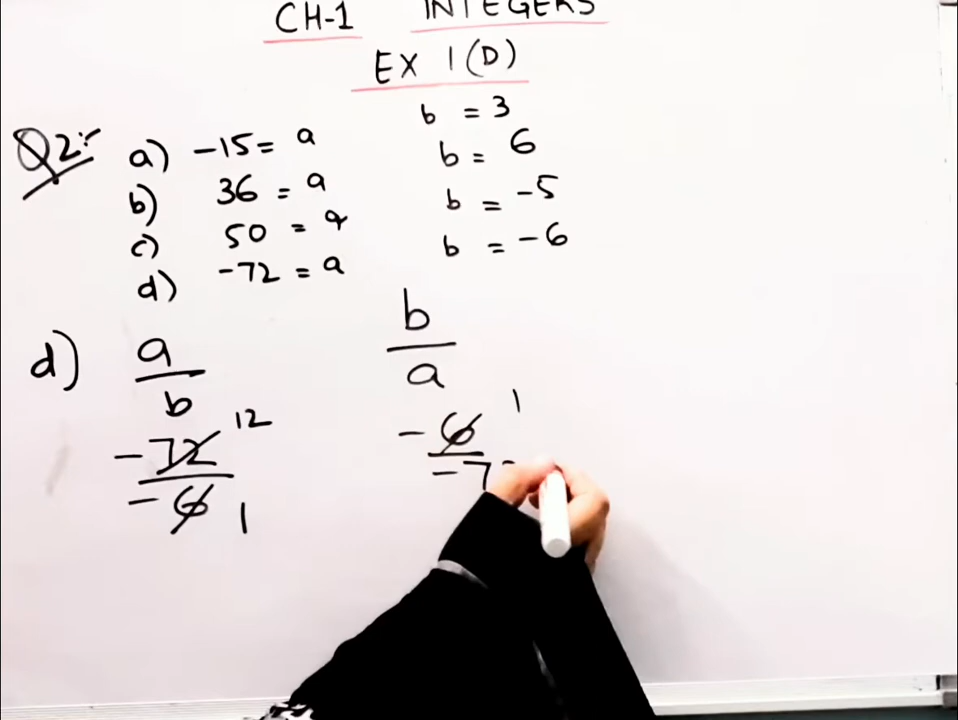 CH-1 INTEGERS
EX 1(D)
Q2:- a) -15 = a b = 3
b) 36 = a b = 6
c) 50 = a b = -5
d) -72 = a b = -6
d) a/b b/a
-72/-6 12 1 -6/-7 1